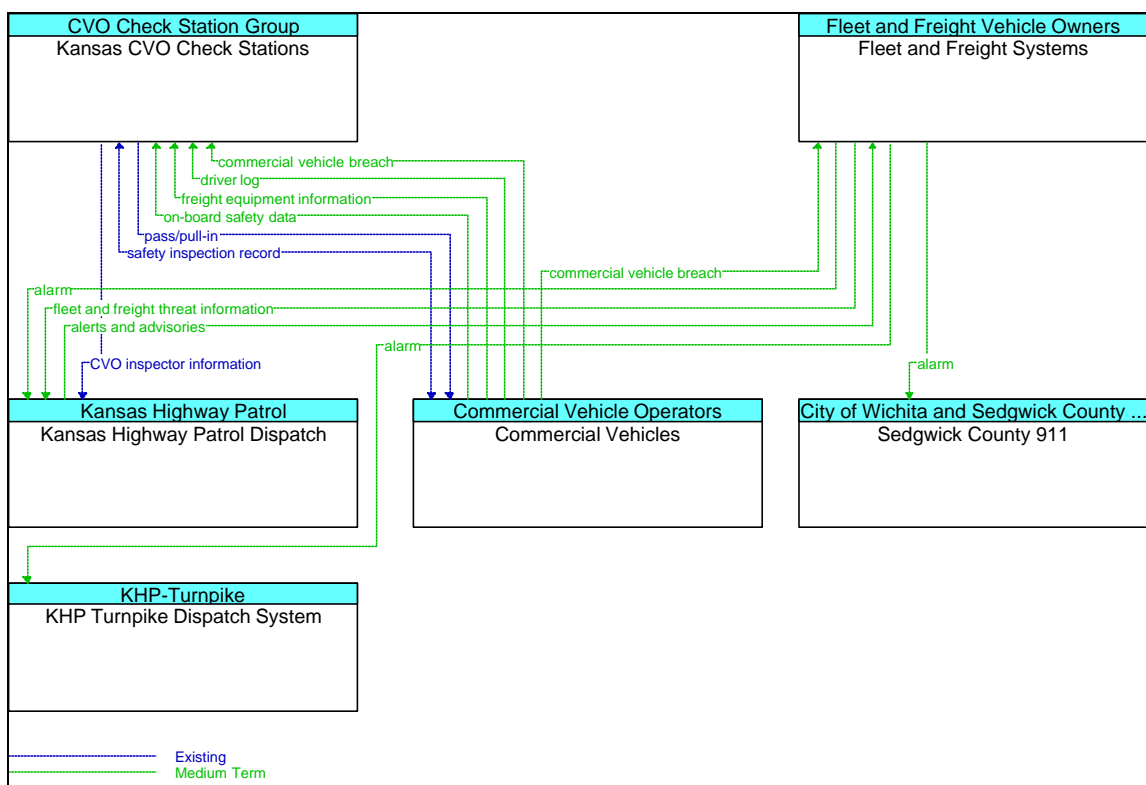 CVO Check Station Group
Kansas CVO Check Stations
Fleet and Freight Vehicle Owners
Fleet and Freight Systems
commercial vehicle breach
driver log
freight equipment information
on-board safety data
pass/pull-in
safety inspection record
commercial vehicle breach
alarm
fleet and freight threat information
alerts and advisories
alarm
CVO inspector information
alarm
Kansas Highway Patrol
Kansas Highway Patrol Dispatch
Commercial Vehicle Operators
Commercial Vehicles
City of Wichita and Sedgwick County ...
Sedgwick County 911
KHP-Turnpike
KHP Turnpike Dispatch System
Existing
Medium Term